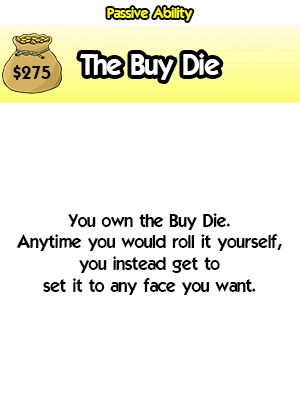 Passive Ability
$275
The Buy Die
You own the Buy Die.
Anytime you would roll it yourself,
you instead get to
set it to any face you want.